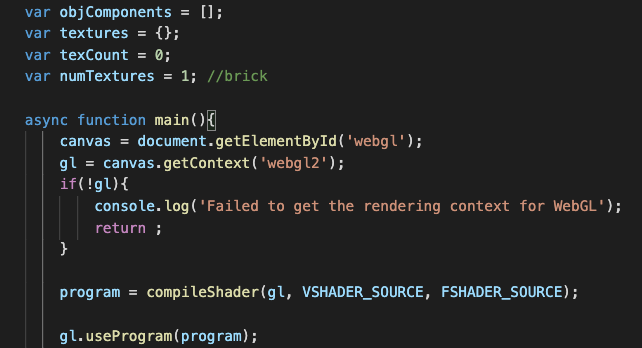 var objComponents = [];
var textures = {};
var texCount = 0;
var numTextures = 1; //brick
async function main(){
canvas = document.getElementById('webgl');
gl = canvas.getContext('webgl2');
if(!gl){
console.log('Failed to get the rendering context for WebGL');
return ;
}
program = compileShader(gl, VSHADER_SOURCE, FSHADER_SOURCE);
gl.useProgram(program);